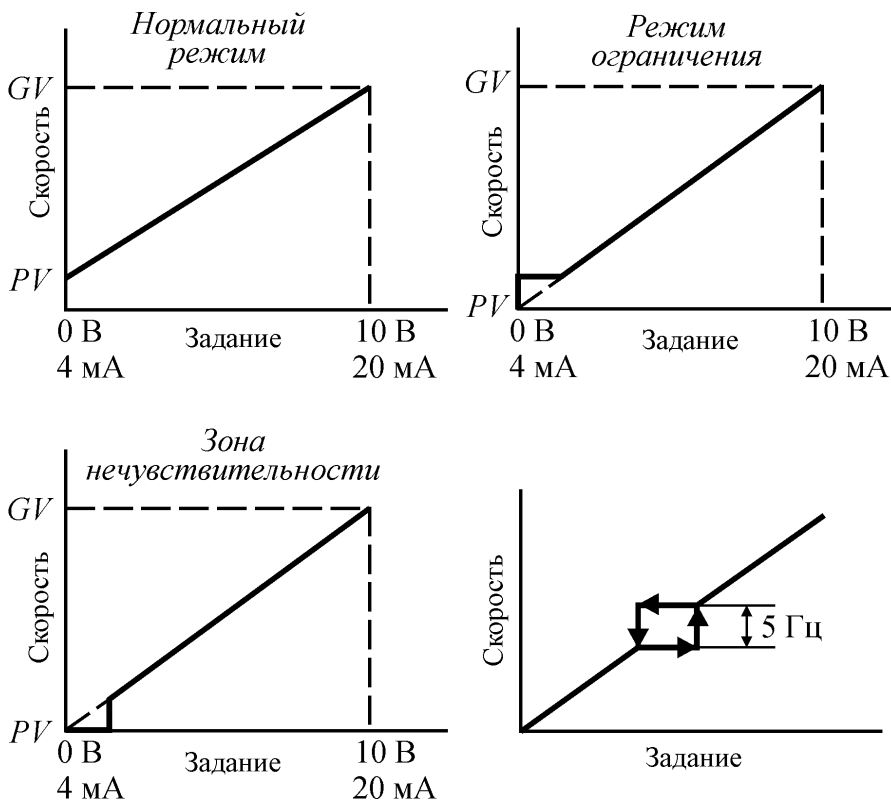 Нормальный
режим
GV
Скорость
PV
0 В
4 мА
Задание
10 В
20 мА
Режим
ограничения
GV
Скорость
PV
0 В
4 мА
Задание
10 В
20 мА
Зона
нечувствительности
GV
Скорость
PV
0 В
4 мА
Задание
10 В
20 мА
Скорость
5 Гц
Задание